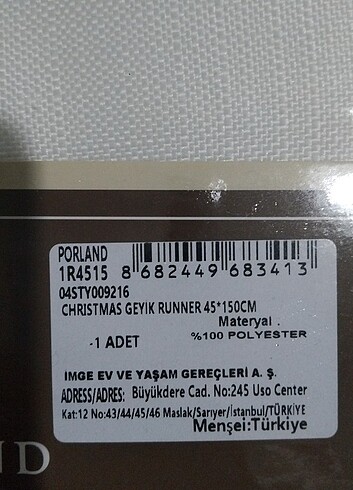 PORLAND
1R4515 8 682449 683413
04STY009216
CHRISTMAS GEYIK RUNNER 45*150CM
Materyal .
%100 POLYESTER
-1 ADET
IMGE EV VE YAŞAM GEREÇLERİ A. Ş.
ADRESS/ADRES: Büyükdere Cad. No:245 Uso Center
Kat:12 No:43/44/45/46 Maslak/Sarıyer/İstanbul/TÜRKİYE
Menşei:Türkiye
ND